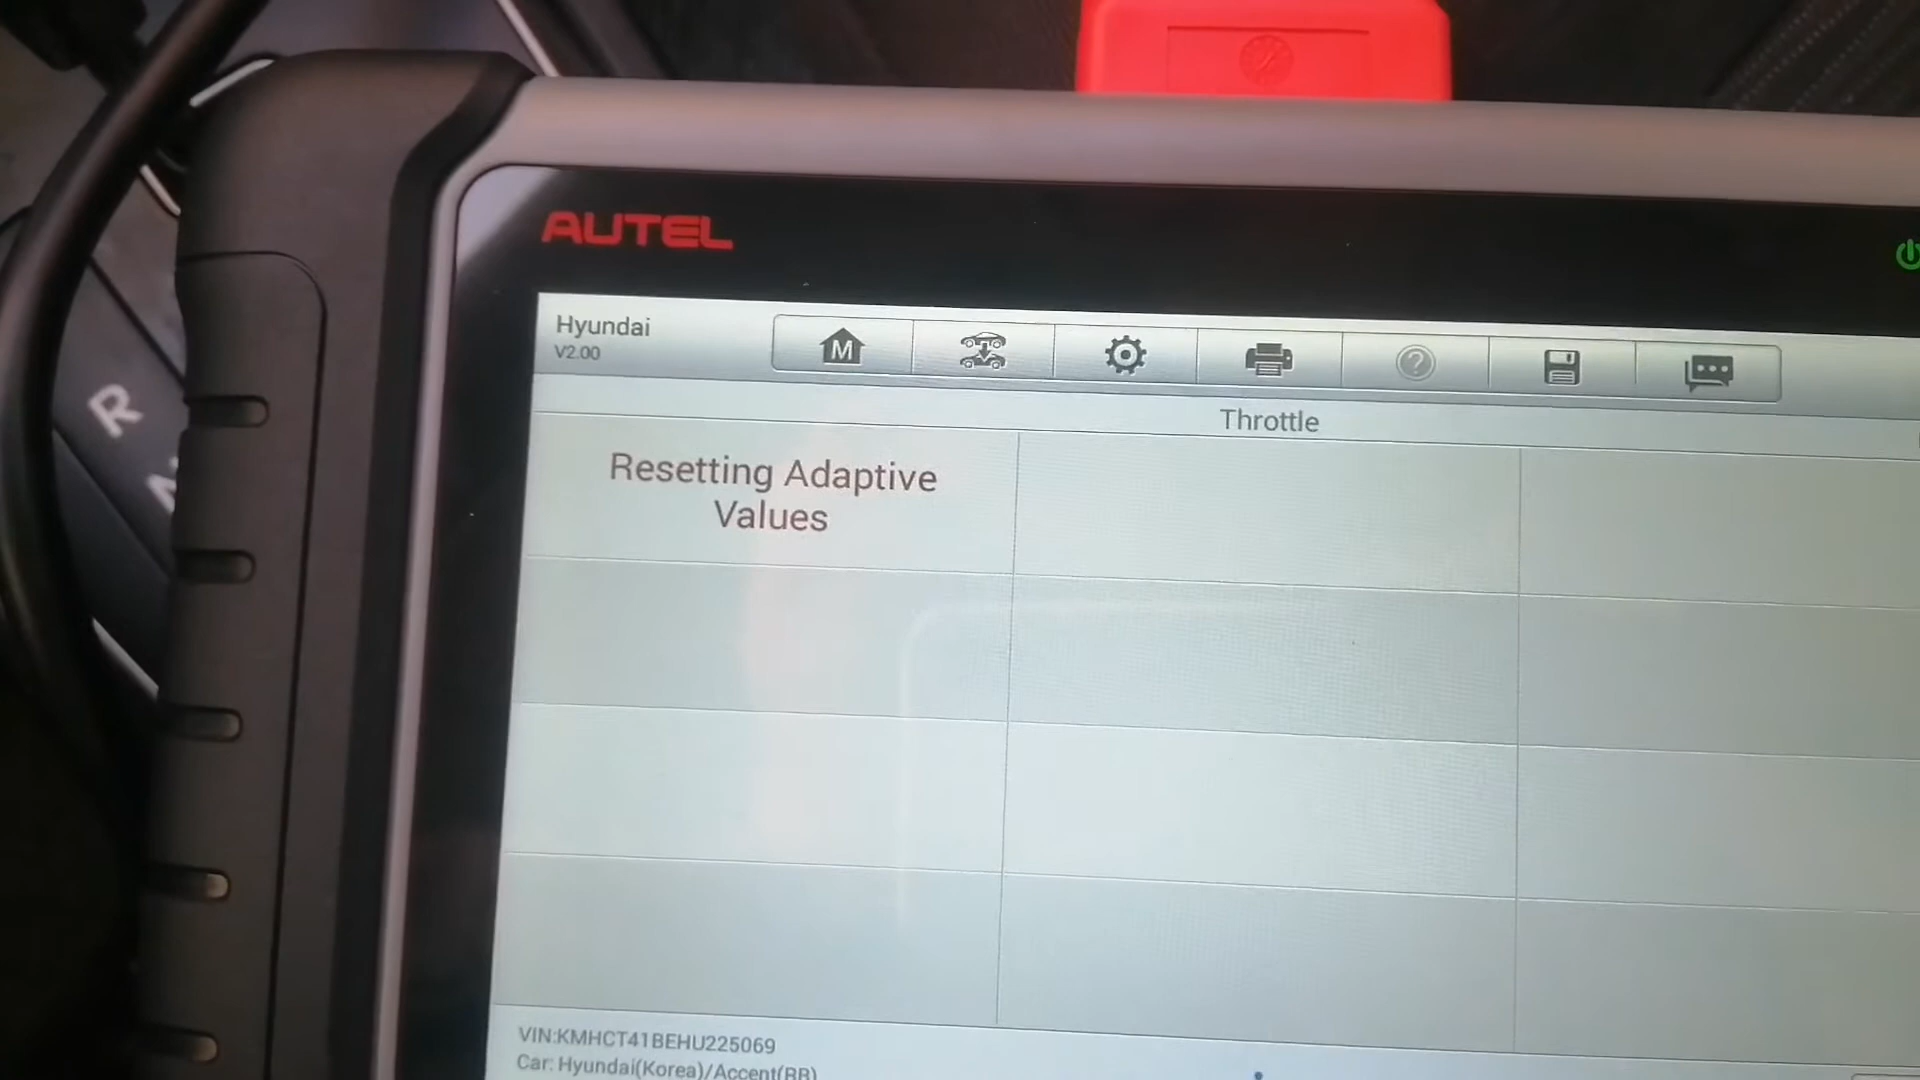 AUTEL
Hyundai
V2.00
M
Throttle
Resetting Adaptive
Values
R
N
VIN:KMHCT41BEHU225069
Car: Hyundai(Korea)/Accent(RB)